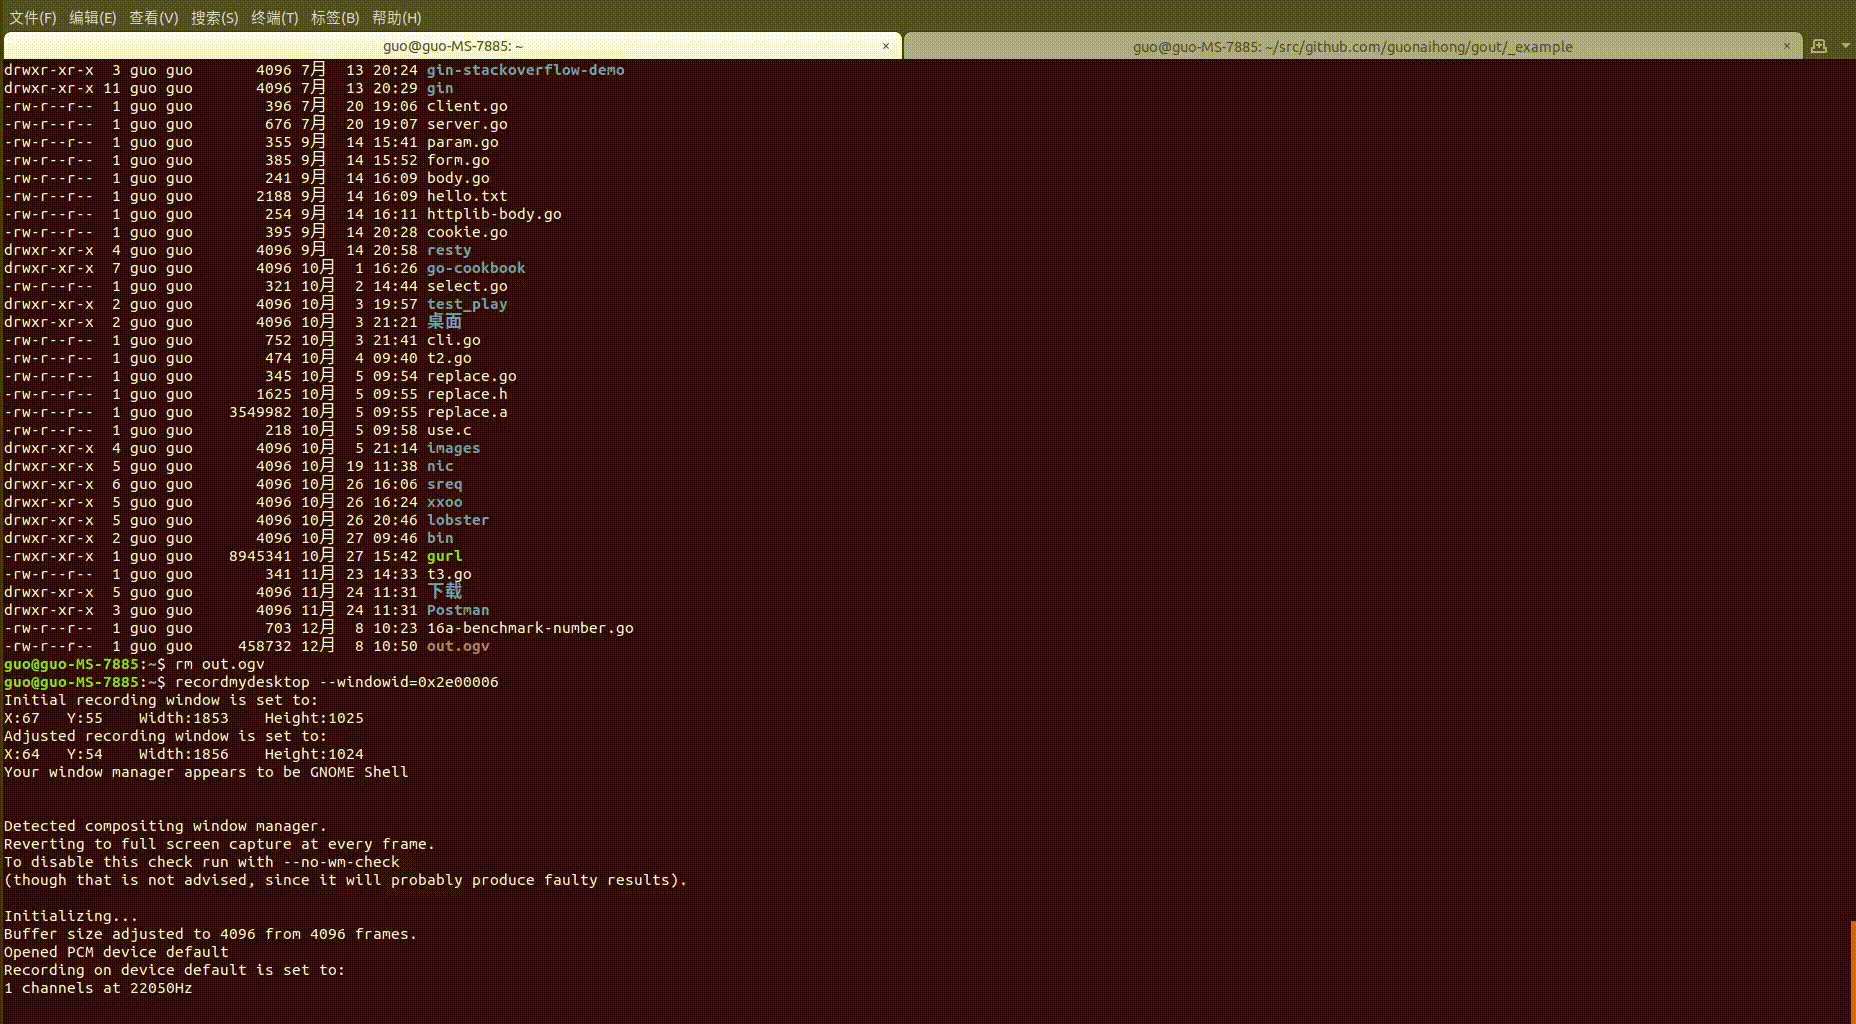 文件(F) 编辑(E) 查看(V) 搜索(S) 终端(T) 标签(B) 帮助(H)
guo@guo-MS-7885: ~ × guo@guo-MS-7885: ~/src/github.com/guonaihong/gout/_example ×
drwxr-xr-x  3 guo guo       4096 7月  13 20:24 gin-stackoverflow-demo
drwxr-xr-x 11 guo guo       4096 7月  13 20:29 gin
-rw-r--r--  1 guo guo        396 7月  20 19:06 client.go
-rw-r--r--  1 guo guo        676 7月  20 19:07 server.go
-rw-r--r--  1 guo guo        355 9月  14 15:41 param.go
-rw-r--r--  1 guo guo        385 9月  14 15:52 form.go
-rw-r--r--  1 guo guo        241 9月  14 16:09 body.go
-rw-r--r--  1 guo guo       2188 9月  14 16:09 hello.txt
-rw-r--r--  1 guo guo        254 9月  14 16:11 httplib-body.go
-rw-r--r--  1 guo guo        395 9月  14 20:28 cookie.go
drwxr-xr-x  4 guo guo       4096 9月  14 20:58 resty
drwxr-xr-x  7 guo guo       4096 10月  1 16:26 go-cookbook
-rw-r--r--  1 guo guo        321 10月  2 14:44 select.go
drwxr-xr-x  2 guo guo       4096 10月  3 19:57 test_play
drwxr-xr-x  2 guo guo       4096 10月  3 21:21 桌面
-rw-r--r--  1 guo guo        752 10月  3 21:41 cli.go
-rw-r--r--  1 guo guo        474 10月  4 09:40 t2.go
-rw-r--r--  1 guo guo        345 10月  5 09:54 replace.go
-rw-r--r--  1 guo guo       1625 10月  5 09:55 replace.h
-rw-r--r--  1 guo guo    3549982 10月  5 09:55 replace.a
-rw-r--r--  1 guo guo        218 10月  5 09:58 use.c
drwxr-xr-x  4 guo guo       4096 10月  5 21:14 images
drwxr-xr-x  5 guo guo       4096 10月 19 11:38 nic
drwxr-xr-x  6 guo guo       4096 10月 26 16:06 sreq
drwxr-xr-x  5 guo guo       4096 10月 26 16:24 xxoo
drwxr-xr-x  5 guo guo       4096 10月 26 20:46 lobster
drwxr-xr-x  2 guo guo       4096 10月 27 09:46 bin
-rwxr-xr-x  1 guo guo    8945341 10月 27 15:42 gurl
-rw-r--r--  1 guo guo        341 11月 23 14:33 t3.go
drwxr-xr-x  5 guo guo       4096 11月 24 11:31 下载
drwxr-xr-x  3 guo guo       4096 11月 24 11:31 Postman
-rw-r--r--  1 guo guo        703 12月  8 10:23 16a-benchmark-number.go
-rw-r--r--  1 guo guo     458732 12月  8 10:50 out.ogv
guo@guo-MS-7885:~$ rm out.ogv
guo@guo-MS-7885:~$ recordmydesktop --windowid=0x2e00006
Initial recording window is set to:
X:67   Y:55    Width:1853    Height:1025
Adjusted recording window is set to:
X:64   Y:54    Width:1856    Height:1024
Your window manager appears to be GNOME Shell
Detected compositing window manager.
Reverting to full screen capture at every frame.
To disable this check run with --no-wm-check
(though that is not advised, since it will probably produce faulty results).
Initializing...
Buffer size adjusted to 4096 from 4096 frames.
Opened PCM device default
Recording on device default is set to:
1 channels at 22050Hz